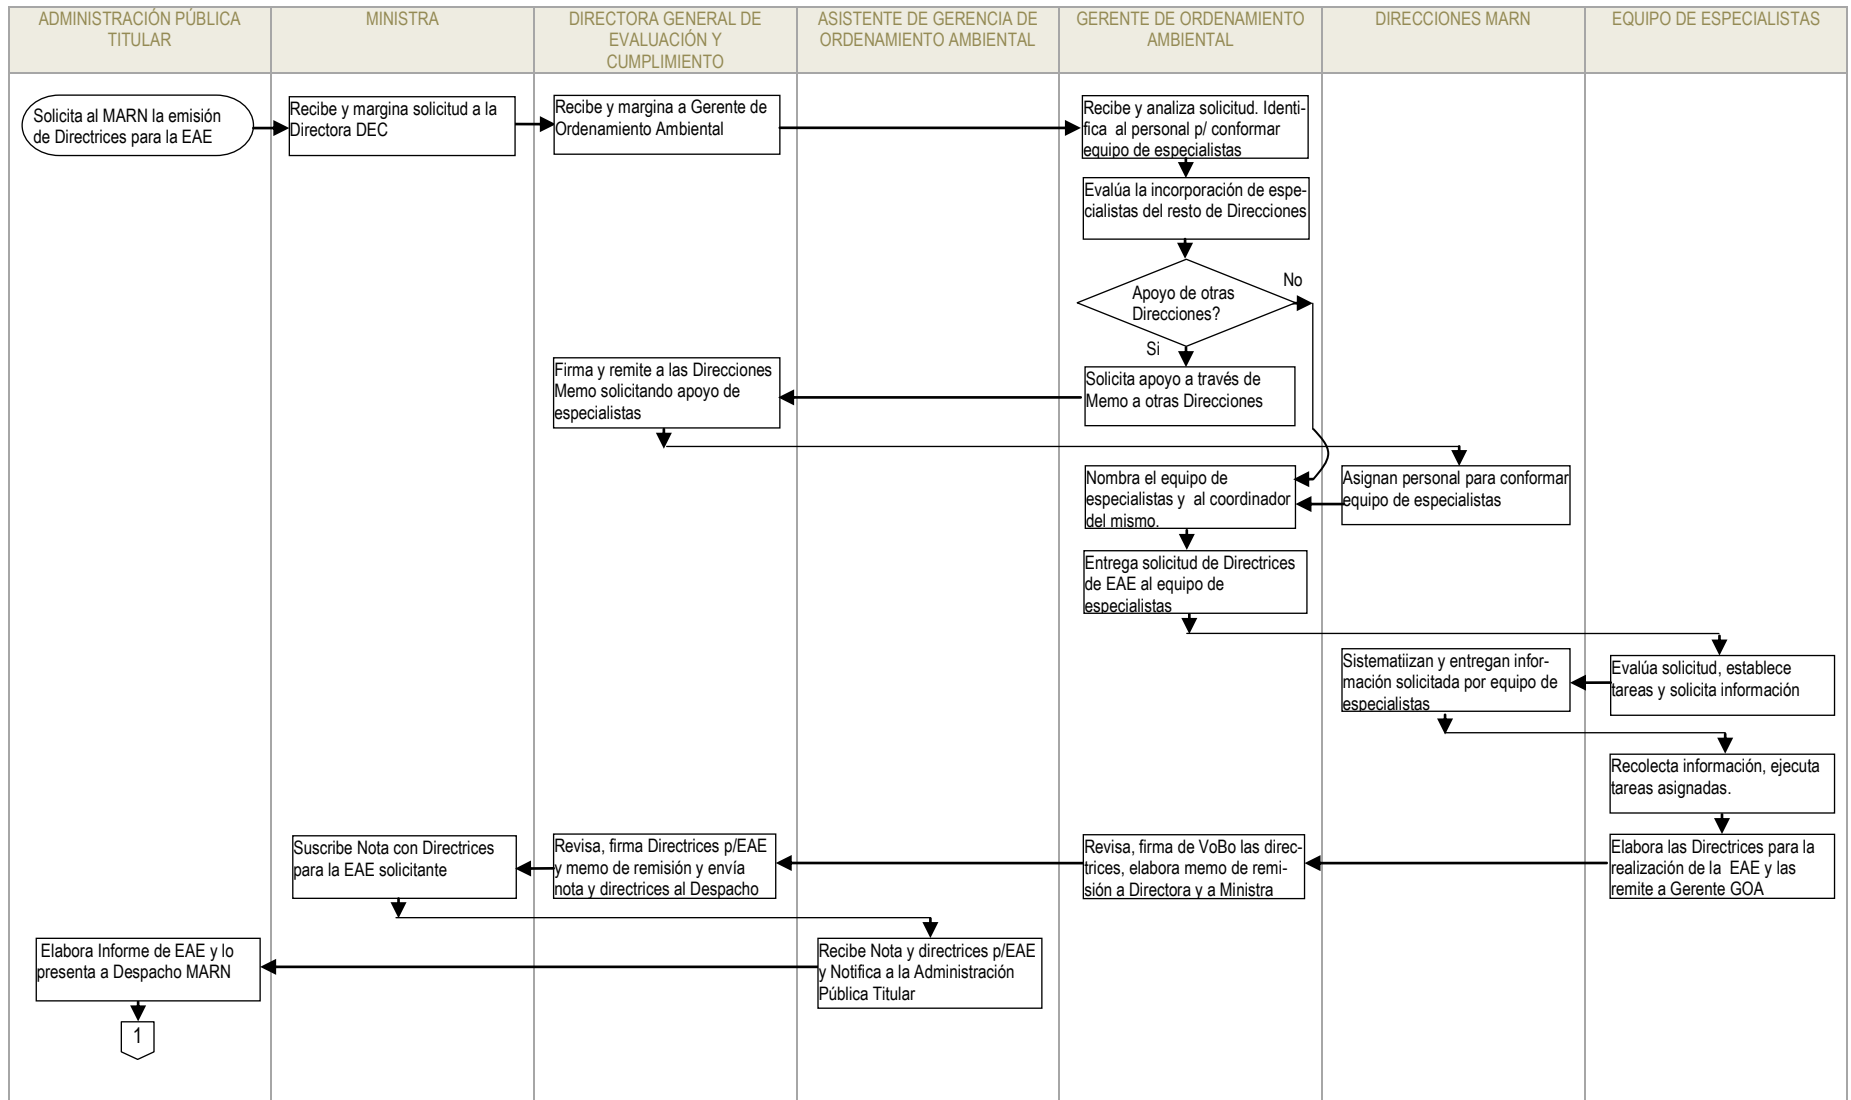 ADMINISTRACIÓN PÚBLICA
TITULAR
MINISTRA
DIRECTORA GENERAL DE
EVALUACIÓN Y
CUMPLIMIENTO
ASISTENTE DE GERENCIA DE
ORDENAMIENTO AMBIENTAL
GERENTE DE ORDENAMIENTO
AMBIENTAL
DIRECCIONES MARN
EQUIPO DE ESPECIALISTAS
Solicita al MARN la emisión
de Directrices para la EAE
Recibe y margina solicitud a la
Directora DEC
Recibe y margina a Gerente de
Ordenamiento Ambiental
Recibe y analiza solicitud. Identi-
fica al personal p/ conformar
equipo de especialistas
Evalúa la incorporación de espe-
cialistas del resto de Direcciones
Apoyo de otras
Direcciones?
No
Si
Solicita apoyo a través de
Memo a otras Direcciones
Firma y remite a las Direcciones
Memo solicitando apoyo de
especialistas
Asignan personal para conformar
equipo de especialistas
Nombra el equipo de
especialistas y al coordinador
del mismo.
Entrega solicitud de Directrices
de EAE al equipo de
especialistas
Evalúa solicitud, establece
tareas y solicita información
Sistematiizan y entregan infor-
mación solicitada por equipo de
especialistas
Recolecta información, ejecuta
tareas asignadas.
Elabora las Directrices para la
realización de la EAE y las
remite a Gerente GOA
Revisa, firma de VoBo las direc-
trices, elabora memo de remi-
sión a Directora y a Ministra
Revisa, firma Directrices p/EAE
y memo de remisión y envía
nota y directrices al Despacho
Suscribe Nota con Directrices
para la EAE solicitante
Recibe Nota y directrices p/EAE
y Notifica a la Administración
Pública Titular
Elabora Informe de EAE y lo
presenta a Despacho MARN
1